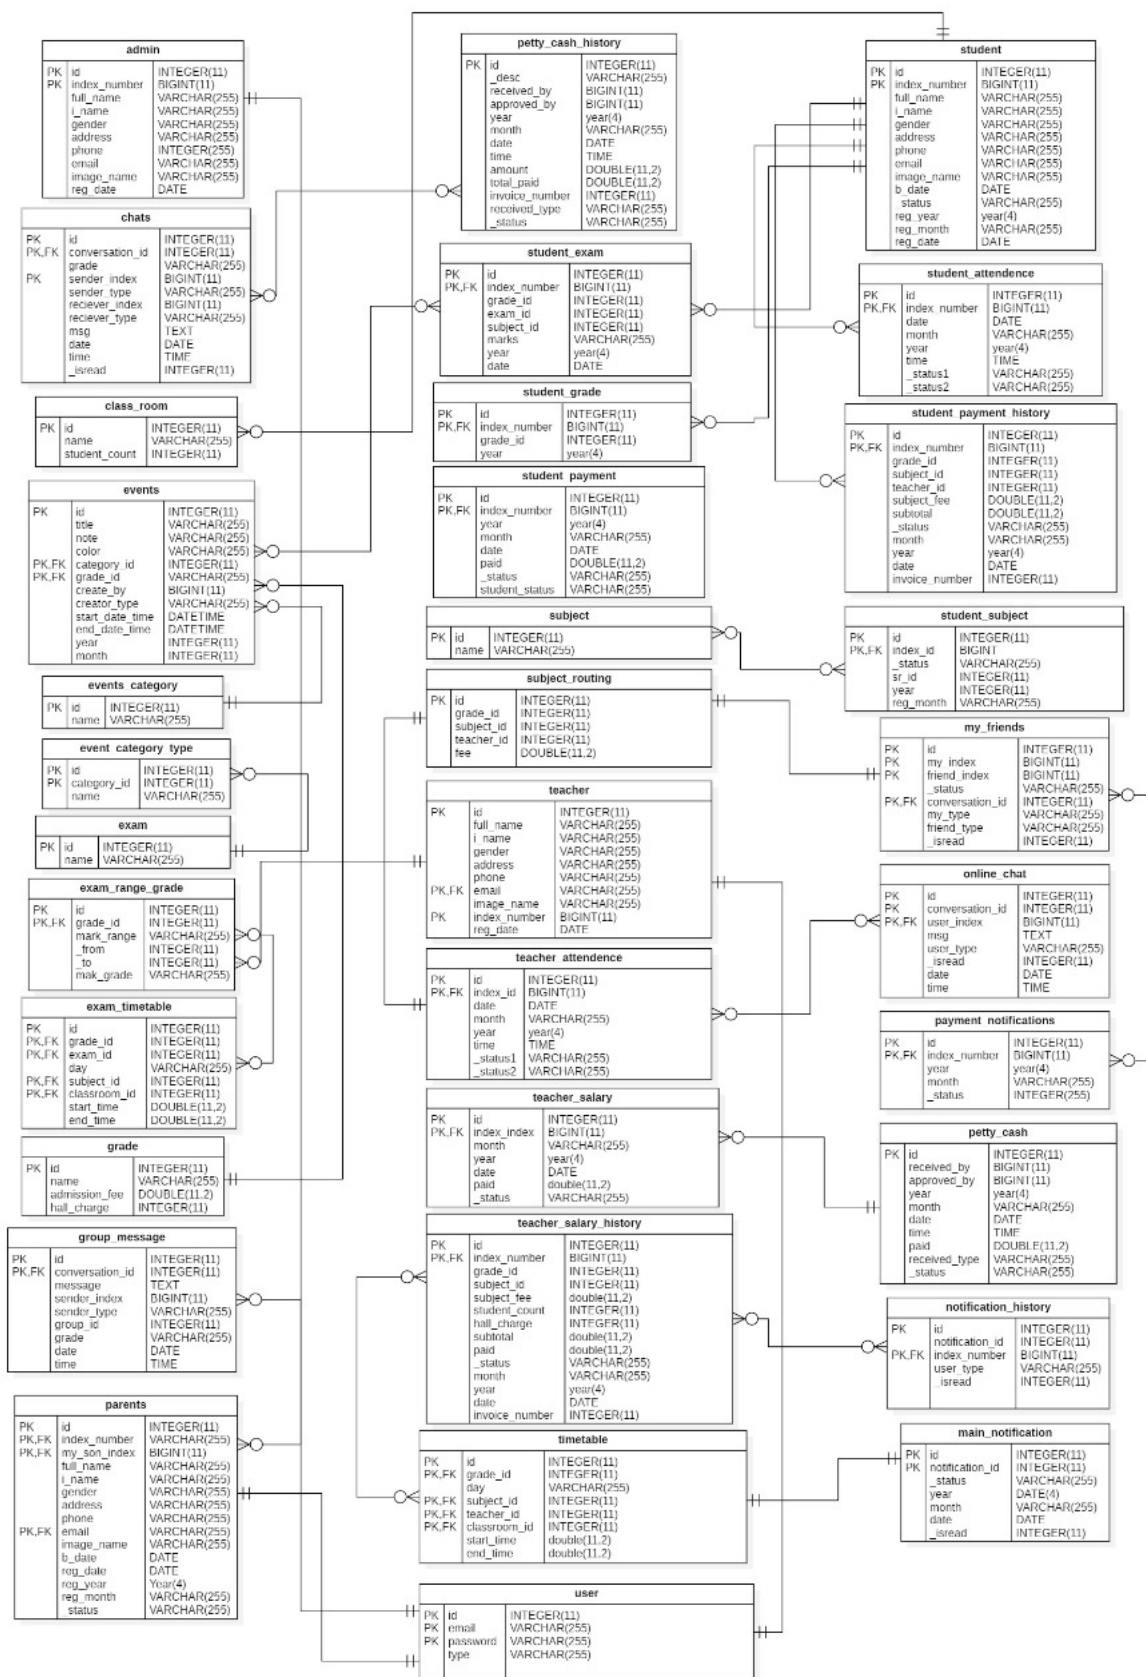 admin
PK id INTEGER(11)
PK index_number BIGINT(11)
full_name VARCHAR(255)
i_name VARCHAR(255)
gender VARCHAR(255)
address VARCHAR(255)
phone INTEGER(255)
email VARCHAR(255)
image_name VARCHAR(255)
reg_date DATE
chats
PK id INTEGER(11)
PK,FK conversation_id INTEGER(11)
grade VARCHAR(255)
PK sender_index BIGINT(11)
sender_type VARCHAR(255)
reciever_index BIGINT(11)
reciever_type VARCHAR(255)
msg TEXT
date DATE
time TIME
_isread INTEGER(11)
class_room
PK id INTEGER(11)
name VARCHAR(255)
student_count INTEGER(11)
events
PK id INTEGER(11)
title VARCHAR(255)
note VARCHAR(255)
color VARCHAR(255)
PK,FK category_id INTEGER(11)
PK,FK grade_id VARCHAR(255)
create_by BIGINT(11)
creator_type VARCHAR(255)
start_date_time DATETIME
end_date_time DATETIME
year INTEGER(11)
month INTEGER(11)
events_category
PK id INTEGER(11)
name VARCHAR(255)
event_category_type
PK id INTEGER(11)
PK category_id INTEGER(11)
name VARCHAR(255)
exam
PK id INTEGER(11)
name VARCHAR(255)
exam_range_grade
PK id INTEGER(11)
PK,FK grade_id INTEGER(11)
mark_range VARCHAR(255)
_from INTEGER(11)
_to INTEGER(11)
mak_grade VARCHAR(255)
exam_timetable
PK id INTEGER(11)
PK,FK grade_id INTEGER(11)
PK,FK exam_id INTEGER(11)
day VARCHAR(255)
PK,FK subject_id INTEGER(11)
PK,FK classroom_id INTEGER(11)
start_time DOUBLE(11,2)
end_time DOUBLE(11,2)
grade
PK id INTEGER(11)
name VARCHAR(255)
admission_fee DOUBLE(11,2)
hall_charge INTEGER(11)
group_message
PK id INTEGER(11)
PK,FK conversation_id INTEGER(11)
message TEXT
sender_index BIGINT(11)
sender_type VARCHAR(255)
group_id INTEGER(11)
grade VARCHAR(255)
date DATE
time TIME
parents
PK id INTEGER(11)
PK,FK index_number VARCHAR(255)
PK,FK my_son_index BIGINT(11)
full_name VARCHAR(255)
i_name VARCHAR(255)
gender VARCHAR(255)
address VARCHAR(255)
phone VARCHAR(255)
PK,FK email VARCHAR(255)
image_name VARCHAR(255)
b_date DATE
reg_date DATE
reg_year Year(4)
reg_month VARCHAR(255)
_status VARCHAR(255)
petty_cash_history
PK id INTEGER(11)
_desc VARCHAR(255)
received_by BIGINT(11)
approved_by BIGINT(11)
year year(4)
month VARCHAR(255)
date DATE
time TIME
amount DOUBLE(11,2)
total_paid DOUBLE(11,2)
invoice_number INTEGER(11)
received_type VARCHAR(255)
_status VARCHAR(255)
student_exam
PK id INTEGER(11)
PK,FK index_number BIGINT(11)
grade_id INTEGER(11)
exam_id INTEGER(11)
subject_id INTEGER(11)
marks VARCHAR(255)
year year(4)
date DATE
student_grade
PK id INTEGER(11)
PK,FK index_number BIGINT(11)
grade_id INTEGER(11)
year year(4)
student_payment
PK id INTEGER(11)
PK,FK index_number BIGINT(11)
year year(4)
month VARCHAR(255)
date DATE
paid DOUBLE(11,2)
_status VARCHAR(255)
student_status VARCHAR(255)
subject
PK id INTEGER(11)
name VARCHAR(255)
subject_routing
PK id INTEGER(11)
grade_id INTEGER(11)
subject_id INTEGER(11)
teacher_id INTEGER(11)
fee DOUBLE(11,2)
teacher
PK id INTEGER(11)
full_name VARCHAR(255)
i_name VARCHAR(255)
gender VARCHAR(255)
address VARCHAR(255)
phone VARCHAR(255)
PK,FK email VARCHAR(255)
image_name VARCHAR(255)
PK index_number BIGINT(11)
reg_date DATE
teacher_attendence
PK id INTEGER(11)
PK,FK index_id BIGINT(11)
date DATE
month VARCHAR(255)
year year(4)
time TIME
_status1 VARCHAR(255)
_status2 VARCHAR(255)
teacher_salary
PK id INTEGER(11)
PK,FK index_index BIGINT(11)
month VARCHAR(255)
year year(4)
date DATE
paid double(11,2)
_status VARCHAR(255)
teacher_salary_history
PK id INTEGER(11)
PK,FK index_number BIGINT(11)
grade_id INTEGER(11)
subject_id INTEGER(11)
subject_fee double(11,2)
student_count INTEGER(11)
hall_charge INTEGER(11)
subtotal double(11,2)
paid double(11,2)
_status VARCHAR(255)
month VARCHAR(255)
year year(4)
date DATE
invoice_number INTEGER(11)
timetable
PK id INTEGER(11)
PK,FK grade_id INTEGER(11)
day VARCHAR(255)
PK,FK subject_id INTEGER(11)
PK,FK teacher_id INTEGER(11)
PK,FK classroom_id INTEGER(11)
start_time double(11,2)
end_time double(11,2)
user
PK id INTEGER(11)
PK email VARCHAR(255)
PK password VARCHAR(255)
type VARCHAR(255)
student
PK id INTEGER(11)
PK index_number BIGINT(11)
full_name VARCHAR(255)
i_name VARCHAR(255)
gender VARCHAR(255)
address VARCHAR(255)
phone VARCHAR(255)
email VARCHAR(255)
image_name VARCHAR(255)
b_date DATE
_status VARCHAR(255)
reg_year year(4)
reg_month VARCHAR(255)
reg_date DATE
student_attendence
PK id INTEGER(11)
PK,FK index_number BIGINT(11)
date DATE
month VARCHAR(255)
year year(4)
time TIME
_status1 VARCHAR(255)
_status2 VARCHAR(255)
student_payment_history
PK id INTEGER(11)
PK,FK index_number BIGINT(11)
grade_id INTEGER(11)
subject_id INTEGER(11)
teacher_id INTEGER(11)
subject_fee DOUBLE(11,2)
subtotal DOUBLE(11,2)
_status VARCHAR(255)
month VARCHAR(255)
year year(4)
date DATE
invoice_number INTEGER(11)
student_subject
PK id INTEGER(11)
PK,FK index_id BIGINT
_status VARCHAR(255)
sr_id INTEGER(11)
year INTEGER(11)
reg_month VARCHAR(255)
my_friends
PK id INTEGER(11)
PK my_index BIGINT(11)
PK friend_index BIGINT(11)
_status VARCHAR(255)
PK,FK conversation_id INTEGER(11)
my_type VARCHAR(255)
friend_type VARCHAR(255)
_isread INTEGER(11)
online_chat
PK id INTEGER(11)
PK conversation_id INTEGER(11)
PK,FK user_index BIGINT(11)
msg TEXT
user_type VARCHAR(255)
_isread INTEGER(11)
date DATE
time TIME
payment_notifications
PK id INTEGER(11)
PK,FK index_number BIGINT(11)
year year(4)
month VARCHAR(255)
_status INTEGER(255)
petty_cash
PK id INTEGER(11)
received_by BIGINT(11)
approved_by BIGINT(11)
year year(4)
month VARCHAR(255)
date DATE
time TIME
paid DOUBLE(11,2)
received_type VARCHAR(255)
_status VARCHAR(255)
notification_history
PK id INTEGER(11)
notification_id INTEGER(11)
PK,FK index_number BIGINT(11)
user_type VARCHAR(255)
_isread INTEGER(11)
main_notification
PK id INTEGER(11)
PK notification_id INTEGER(11)
_status VARCHAR(255)
year DATE(4)
month VARCHAR(255)
date DATE
_isread INTEGER(11)